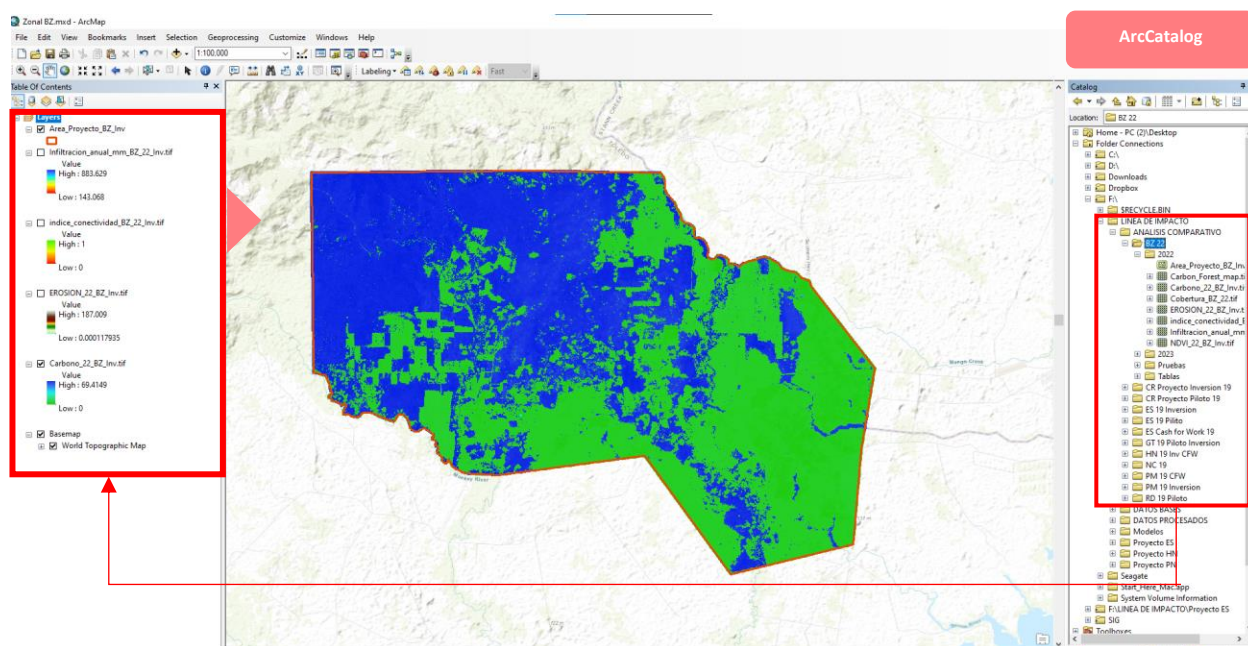 Zonal BZ.mxd - ArcMap
File Edit View Bookmarks Insert Selection Geoprocessing Customize Windows Help
1:100.000
Labeling Fast
ArcCatalog
Table Of Contents
Layers
Area_Proyecto_BZ_Inv
Infiltracion_anual_mm_BZ_22_Inv.tif
Value
High : 883.629
Low : 143.068
indice_conectividad_BZ_22_Inv.tif
Value
High : 1
Low : 0
EROSION_22_BZ_Inv.tif
Value
High : 187.009
Low : 0.000117935
Carbono_22_BZ_Inv.tif
Value
High : 69.4149
Low : 0
Basemap
World Topographic Map
Catalog
Location: BZ 22
Home - PC (2)\Desktop
Folder Connections
C:\
D:\
Downloads
Dropbox
F:\
$RECYCLE.BIN
LINEA DE IMPACTO
ANALISIS COMPARATIVO
BZ 22
2022
Area_Proyecto_BZ_Inv.
Carbon_Forest_map.ti
Carbono_22_BZ_Inv.tir
Cobertura_BZ_22.tif
EROSION_22_BZ_Inv.t
indice_conectividad_E
Infiltracion_anual_mn
NDVI_22_BZ_Inv.tif
2023
Pruebas
Tablas
CR Proyecto Inversion 19
CR Proyecto Piloto 19
ES 19 Inversion
ES 19 Pilito
ES Cash for Work 19
GT 19 Piloto Inversion
HN 19 Inv CFW
NC 19
PM 19 CFW
PM 19 Inversion
RD 19 Piloto
DATOS BASES
DATOS PROCESADOS
Modelos
Proyecto ES
Proyecto HN
Proyecto PN
Seagate
Start_Here_Mac.app
System Volume Information
F:\LINEA DE IMPACTO\Proyecto ES
SIG
Toolboxes